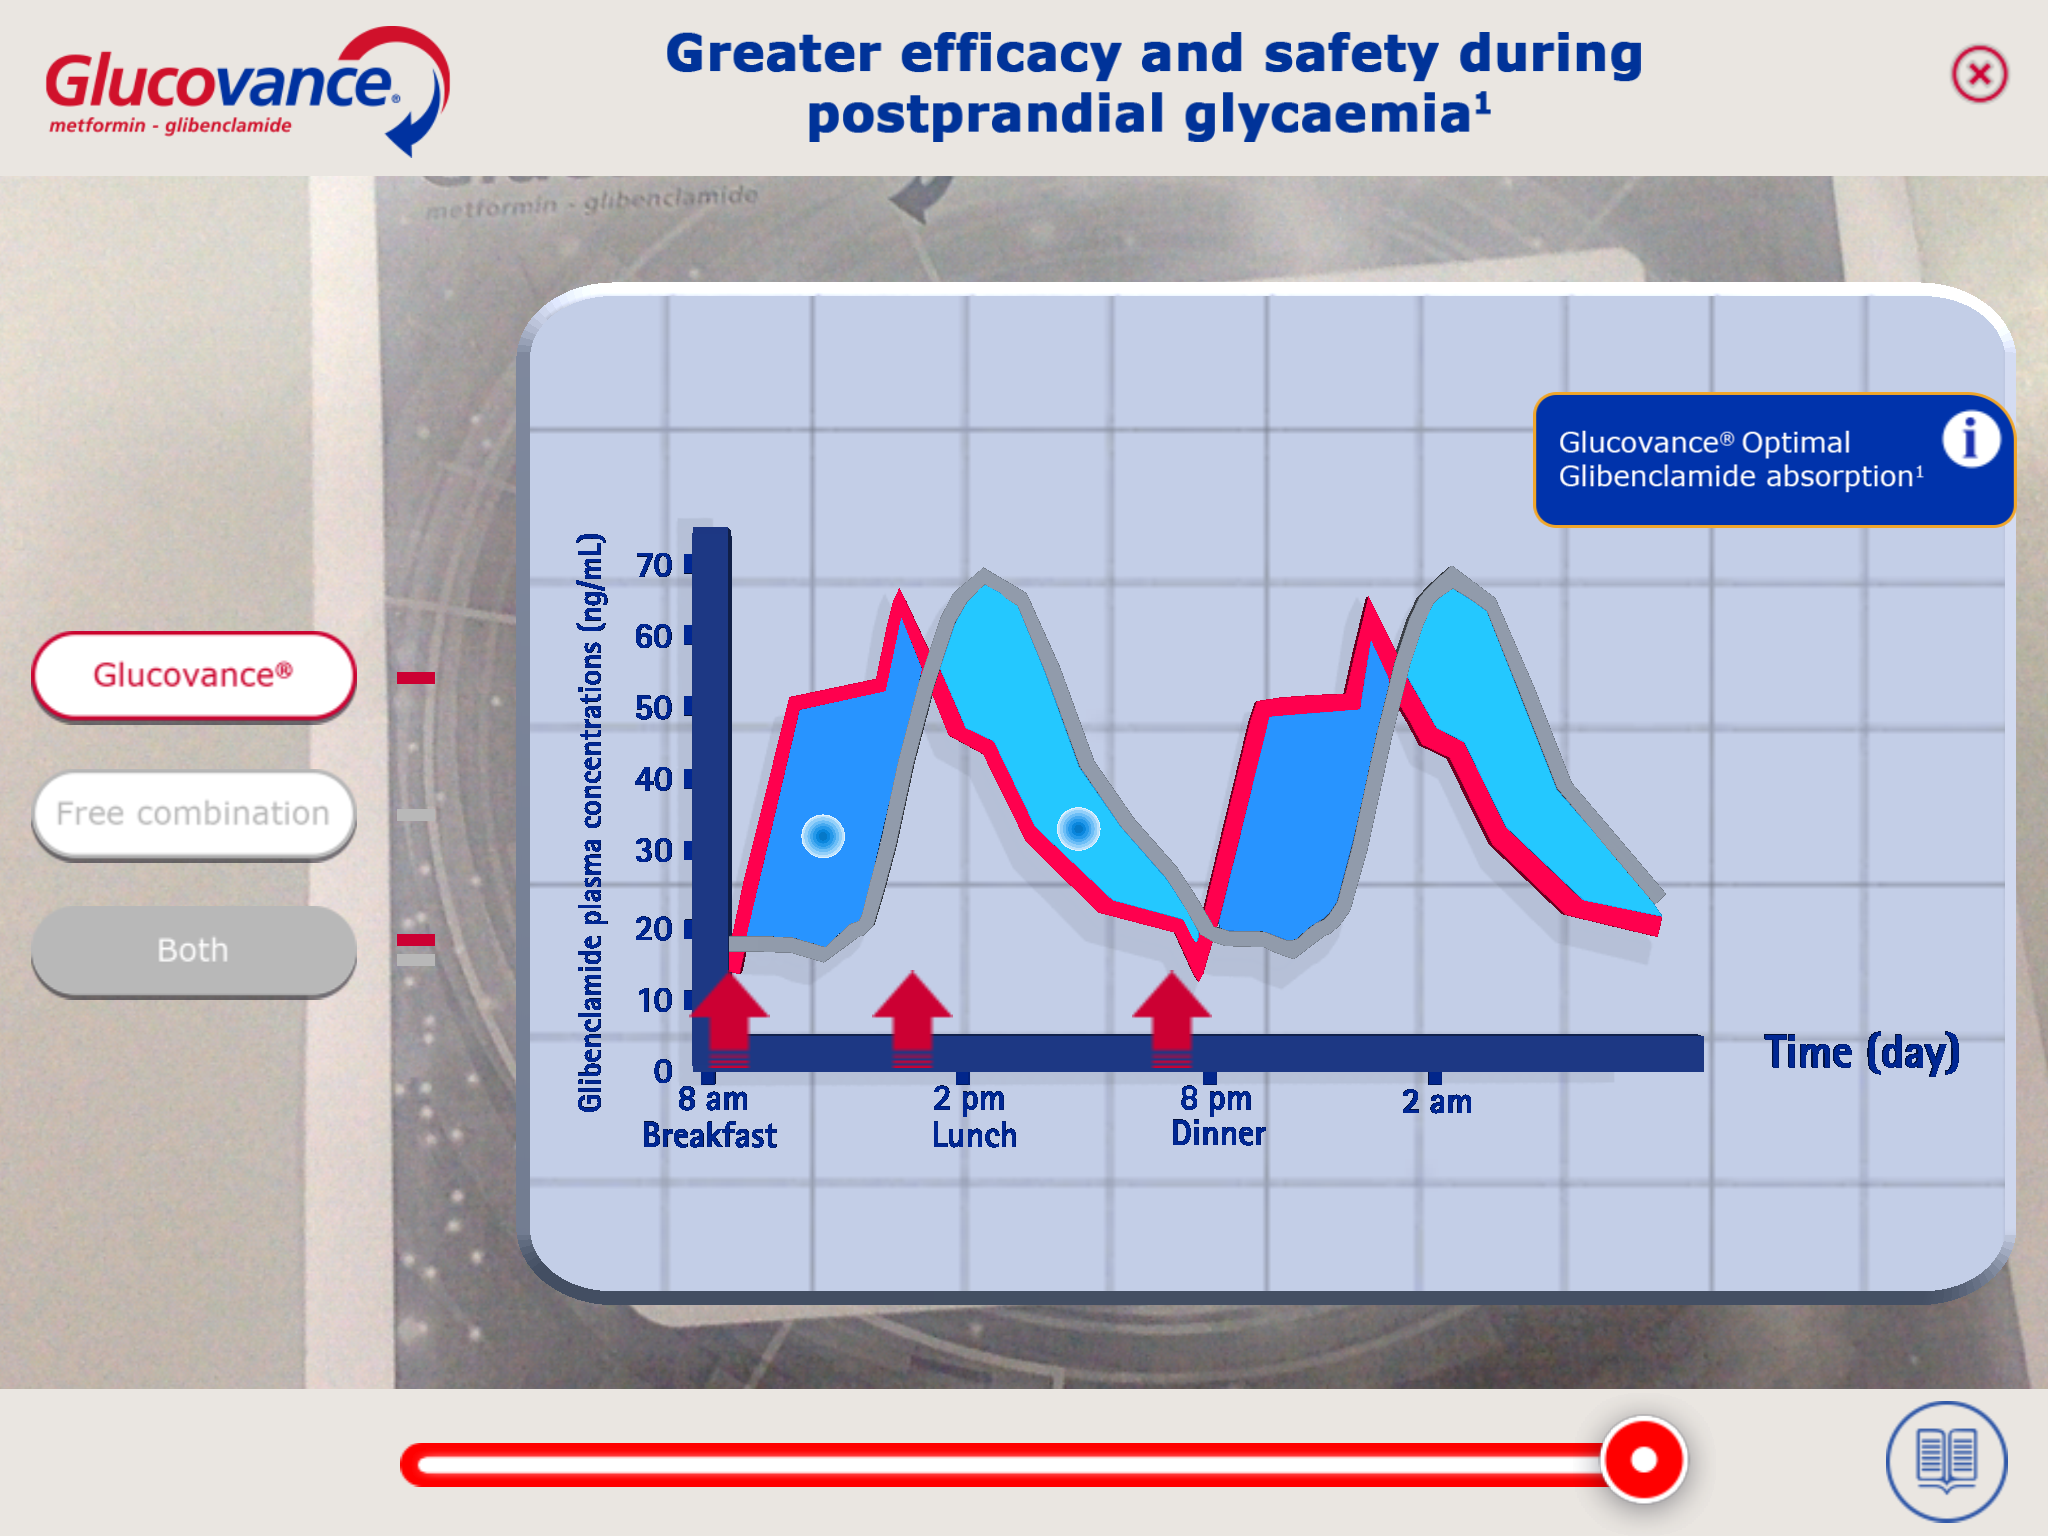 Glucovance®
metformin - glibenclamide
Greater efficacy and safety during
postprandial glycaemia¹
metformin - glibenclamide
Glucovance® Optimal
Glibenclamide absorption¹
i
Glucovance®
Free combination
Both
Glibenclamide plasma concentrations (ng/mL)
70
60
50
40
30
20
10
0
8 am
Breakfast
2 pm
Lunch
8 pm
Dinner
2 am
Time (day)